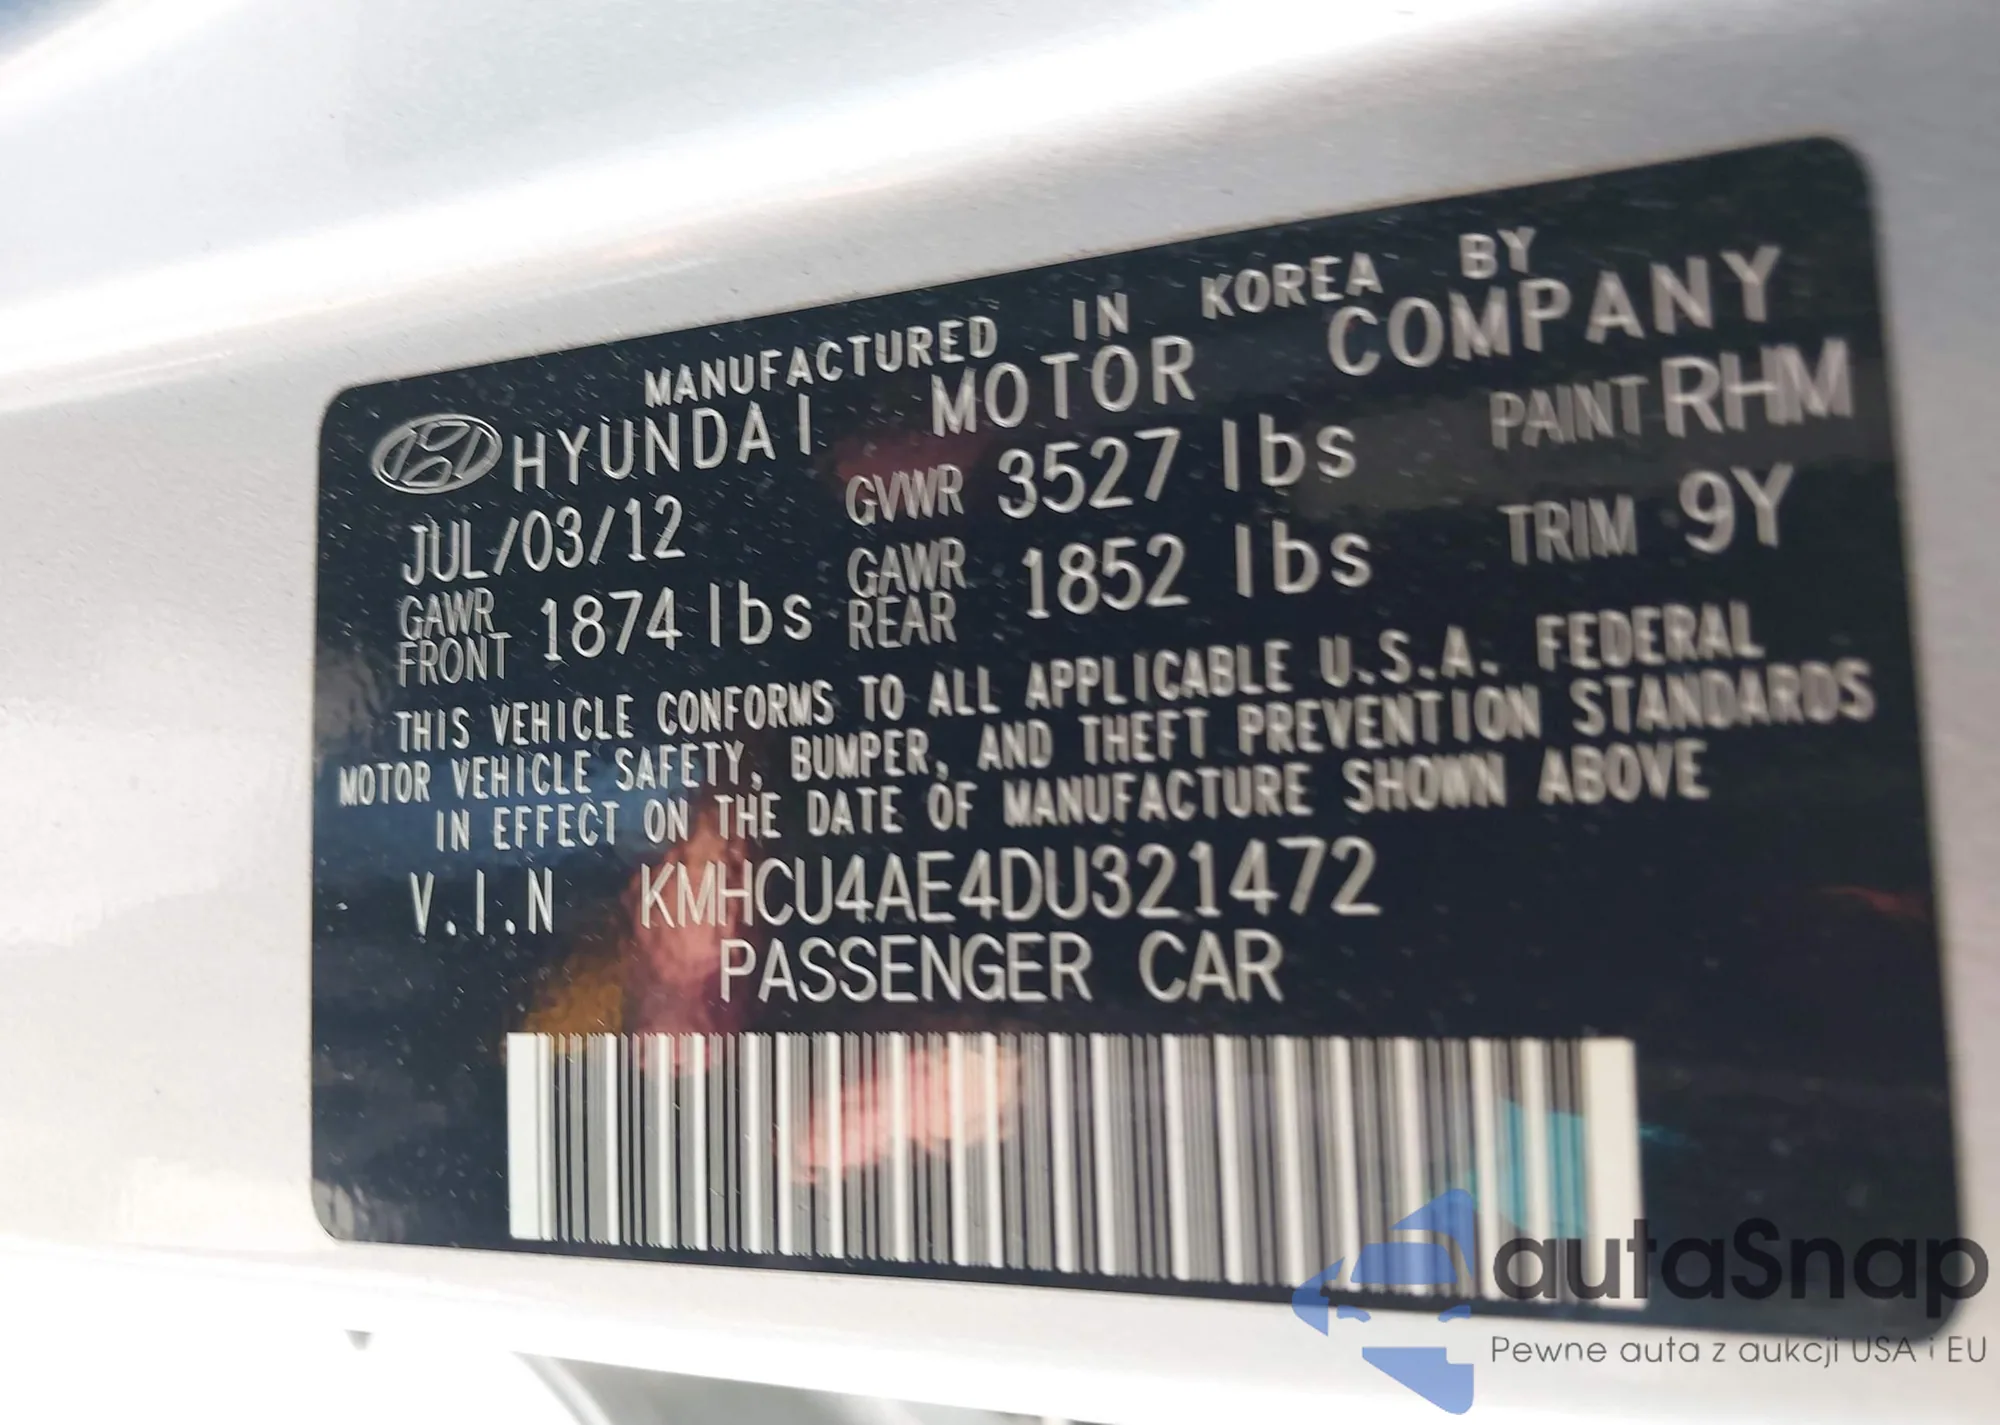 MANUFACTURED IN KOREA BY
HYUNDAI MOTOR COMPANY
JUL/03/12 GVWR 3527 lbs PAINT RHM
GAWR FRONT 1874 lbs GAWR REAR 1852 lbs TRIM 9Y
THIS VEHICLE CONFORMS TO ALL APPLICABLE U.S.A. FEDERAL
MOTOR VEHICLE SAFETY, BUMPER, AND THEFT PREVENTION STANDARDS
IN EFFECT ON THE DATE OF MANUFACTURE SHOWN ABOVE
V.I.N KMHCU4AE4DU321472
PASSENGER CAR
autaSnap
Pewne auta z aukcji USA i EU